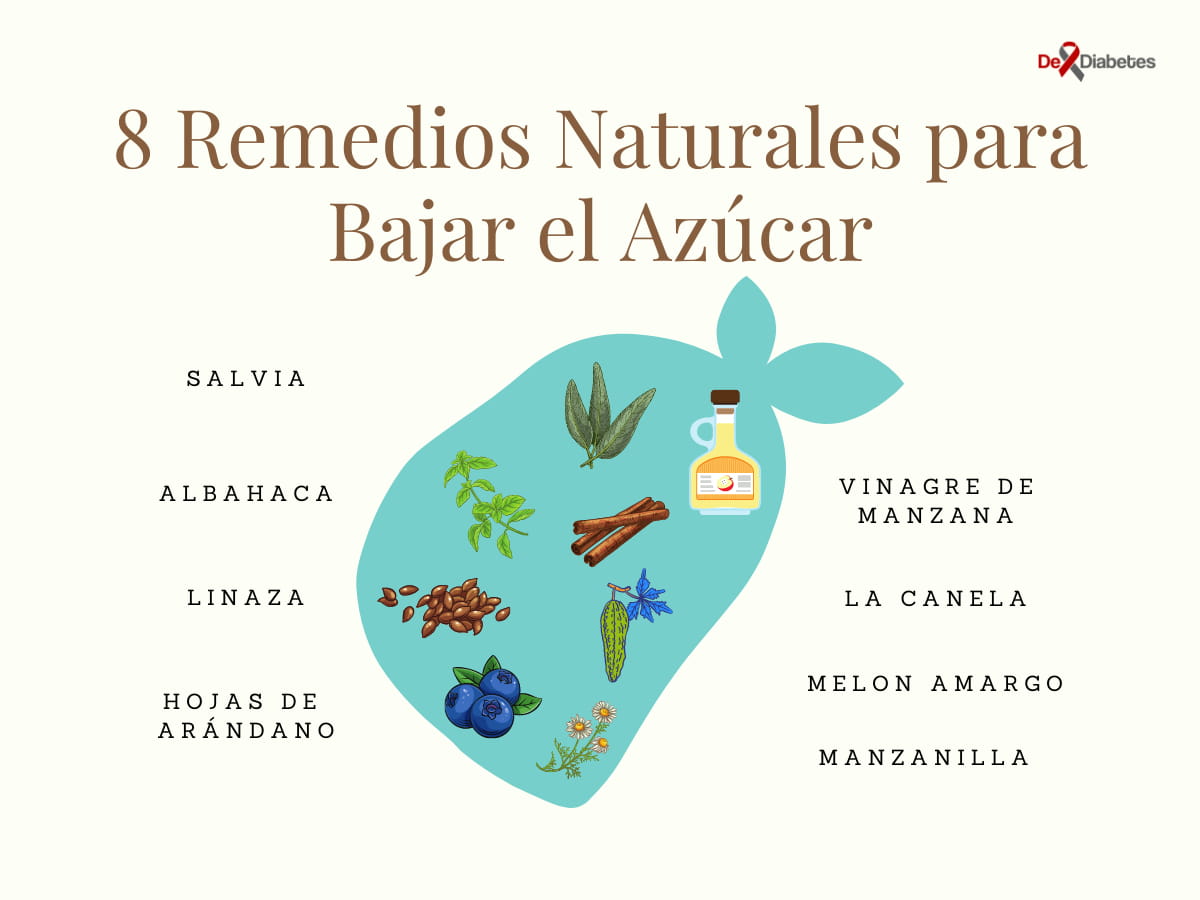 DeDiabetes
8 Remedios Naturales para
Bajar el Azúcar
SALVIA
ALBAHACA
LINAZA
HOJAS DE
ARÁNDANO
VINAGRE DE
MANZANA
LA CANELA
MELON AMARGO
MANZANILLA